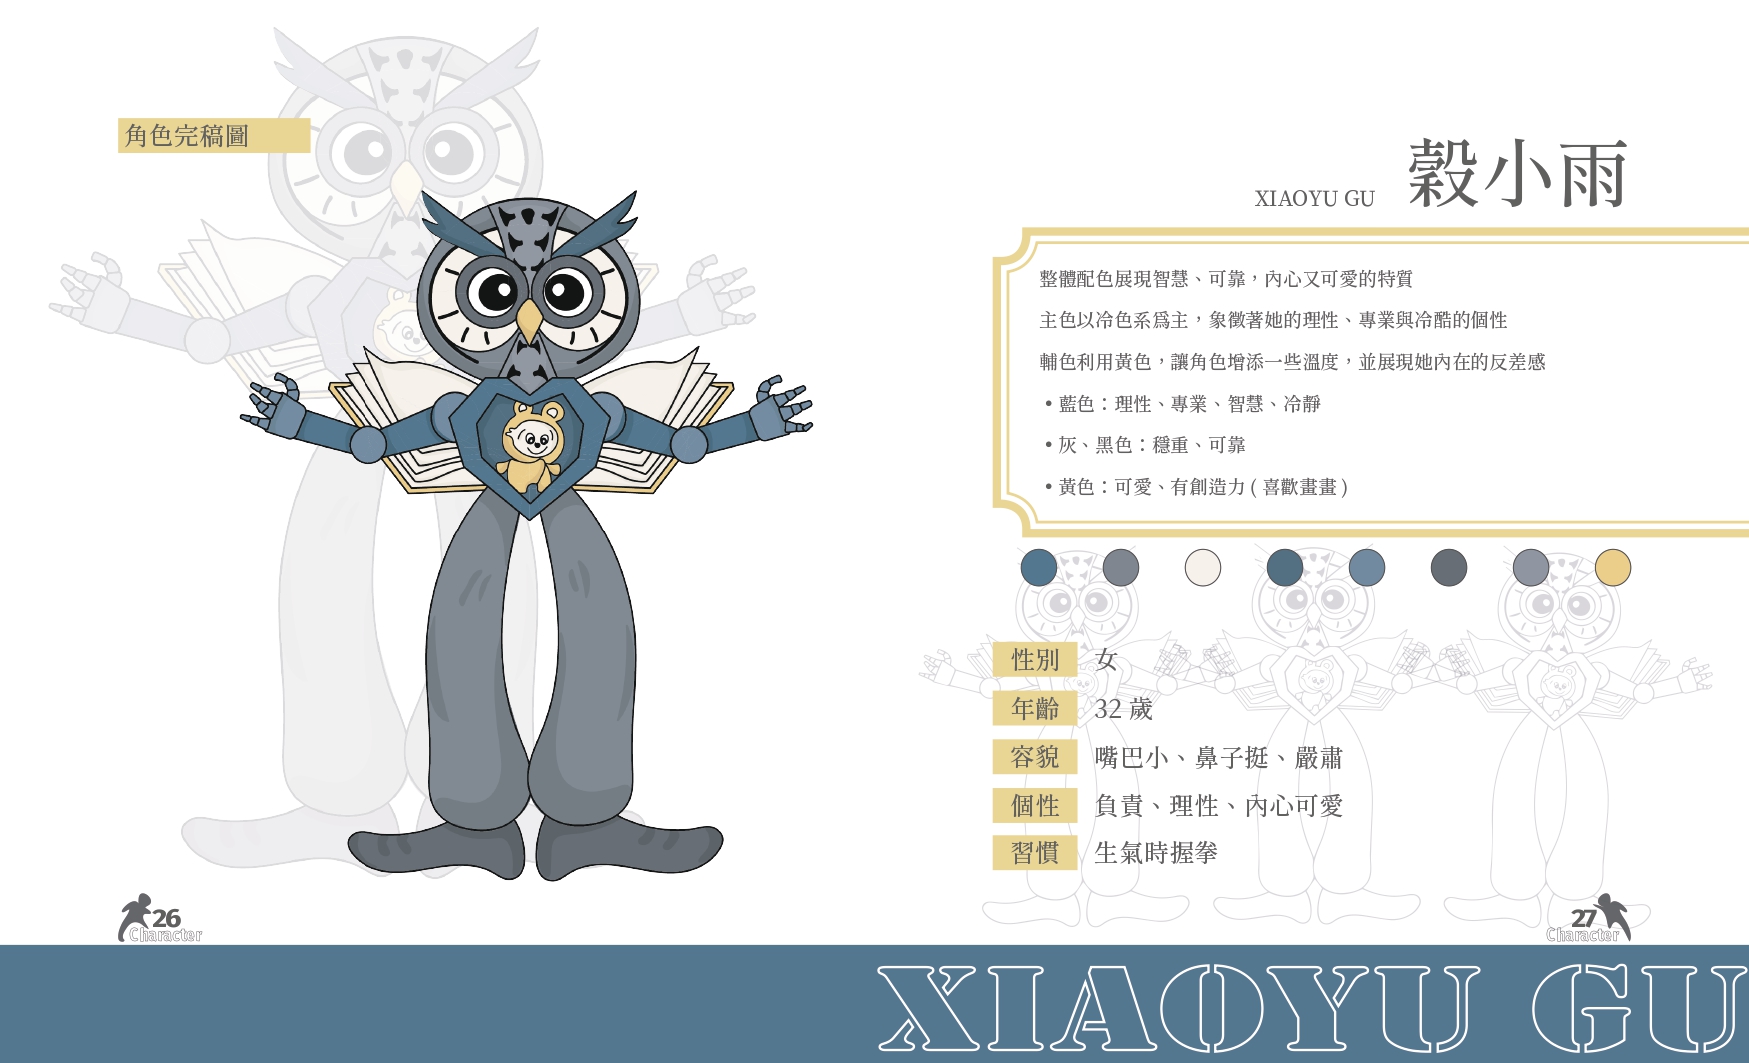 角色完稿圖
26
Character
XIAOYU GU 穀小雨
整體配色展現智慧、可靠，內心又可愛的特質
主色以冷色系爲主，象徵著她的理性、專業與冷酷的個性
輔色利用黃色，讓角色增添一些溫度，並展現她內在的反差感
•藍色：理性、專業、智慧、冷靜
•灰、黑色：穩重、可靠
•黃色：可愛、有創造力 ( 喜歡畫畫 )
性別 女
年齡 32 歲
容貌 嘴巴小、鼻子挺、嚴肅
個性 負責、理性、內心可愛
習慣 生氣時握拳
27
Character
XIAOYU GU